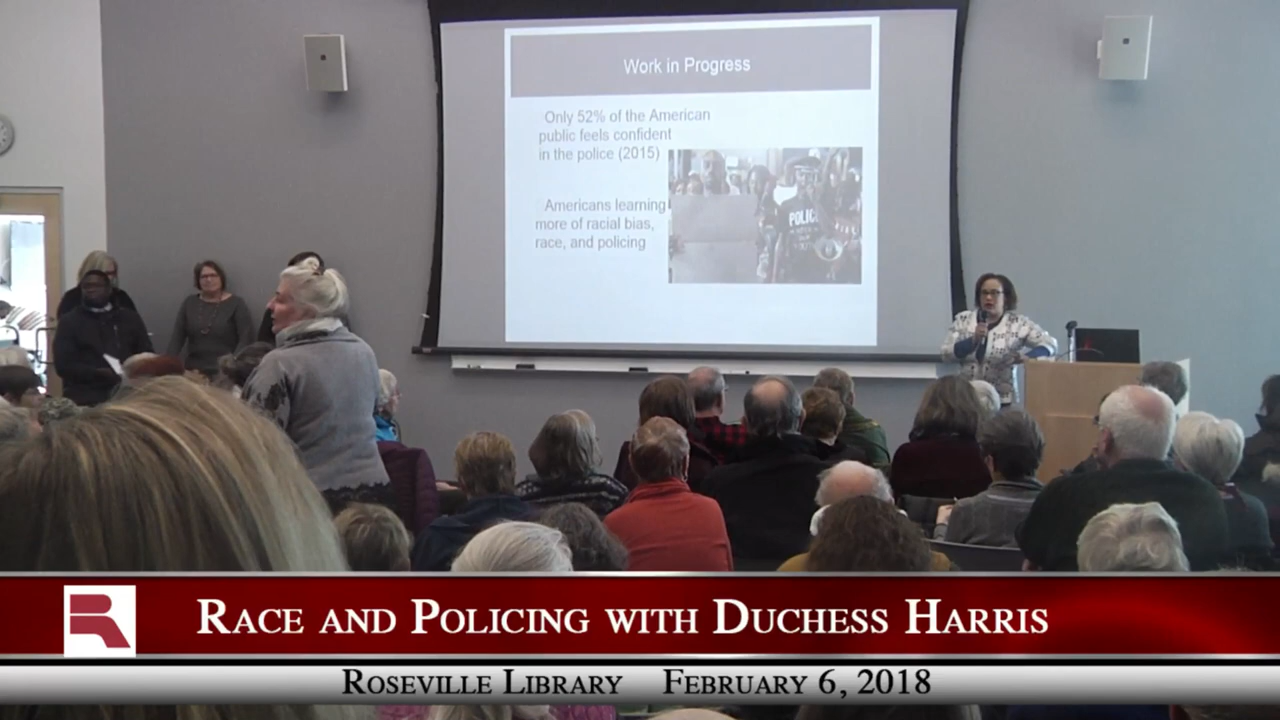 Work in Progress
Only 52% of the American
public feels confident
in the police (2015)
Americans learning
more of racial bias,
race, and policing
POLICE
Race and Policing with Duchess Harris
Roseville Library February 6, 2018